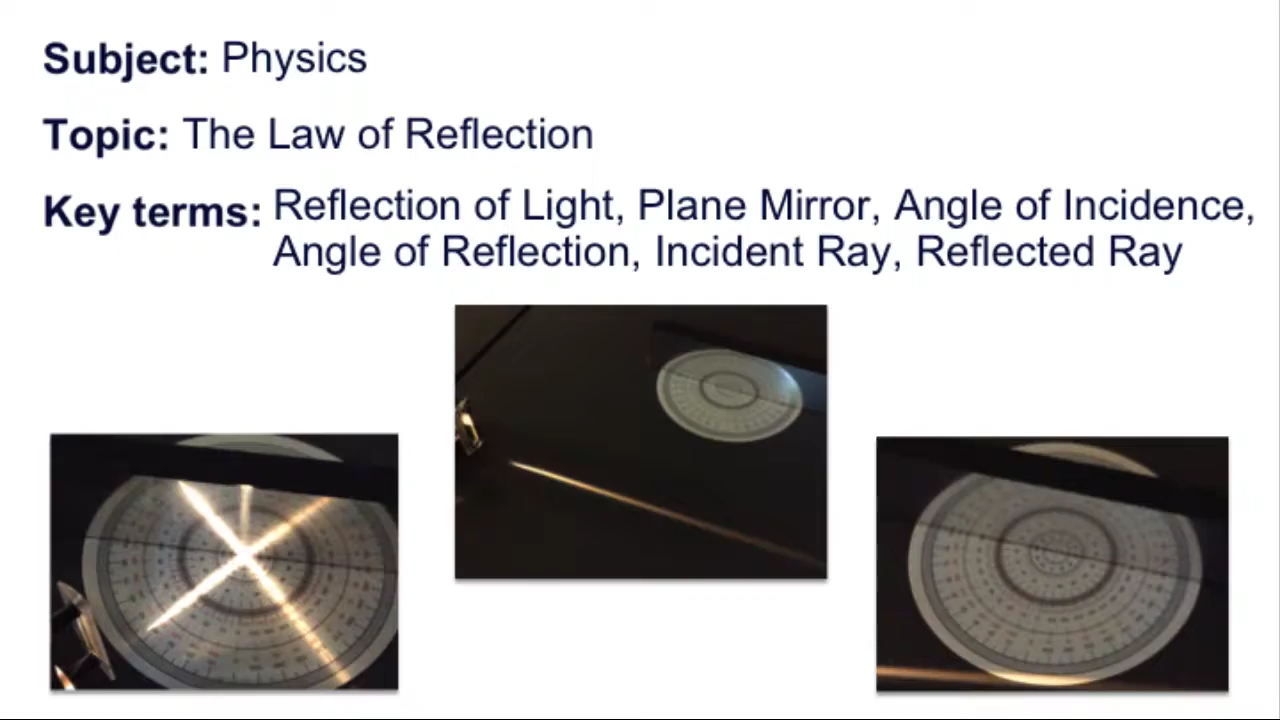 Subject: Physics
Topic: The Law of Reflection
Key terms: Reflection of Light, Plane Mirror, Angle of Incidence,
Angle of Reflection, Incident Ray, Reflected Ray